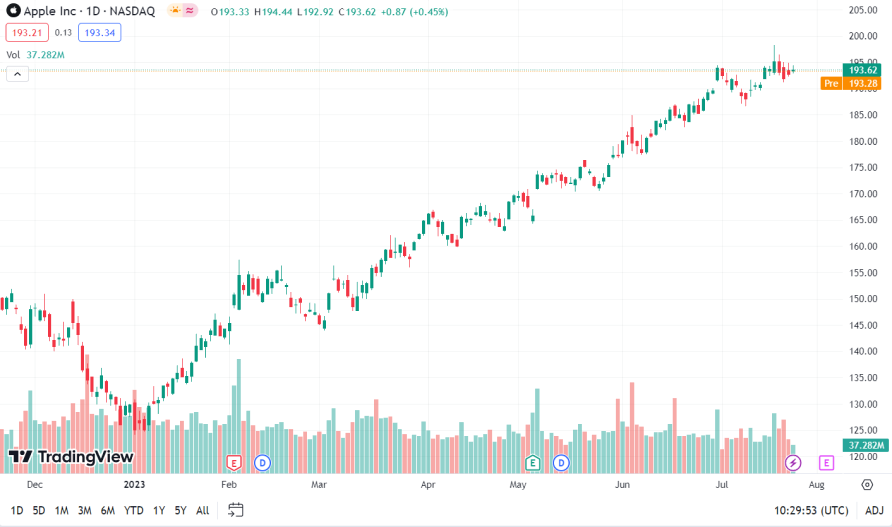 Apple Inc · 1D · NASDAQ O193.33 H194.44 L192.92 C193.62 +0.87 (+0.45%)
193.21 0.13 193.34
Vol 37.282M
205.00
200.00
195.00
193.62
Pre 193.28
190.00
185.00
180.00
175.00
170.00
165.00
160.00
155.00
150.00
145.00
140.00
135.00
130.00
125.00
37.282M
120.00
TradingView
E D E D E
Dec 2023 Feb Mar Apr May Jun Jul Aug
1D 5D 1M 3M 6M YTD 1Y 5Y All 10:29:53 (UTC) ADJ